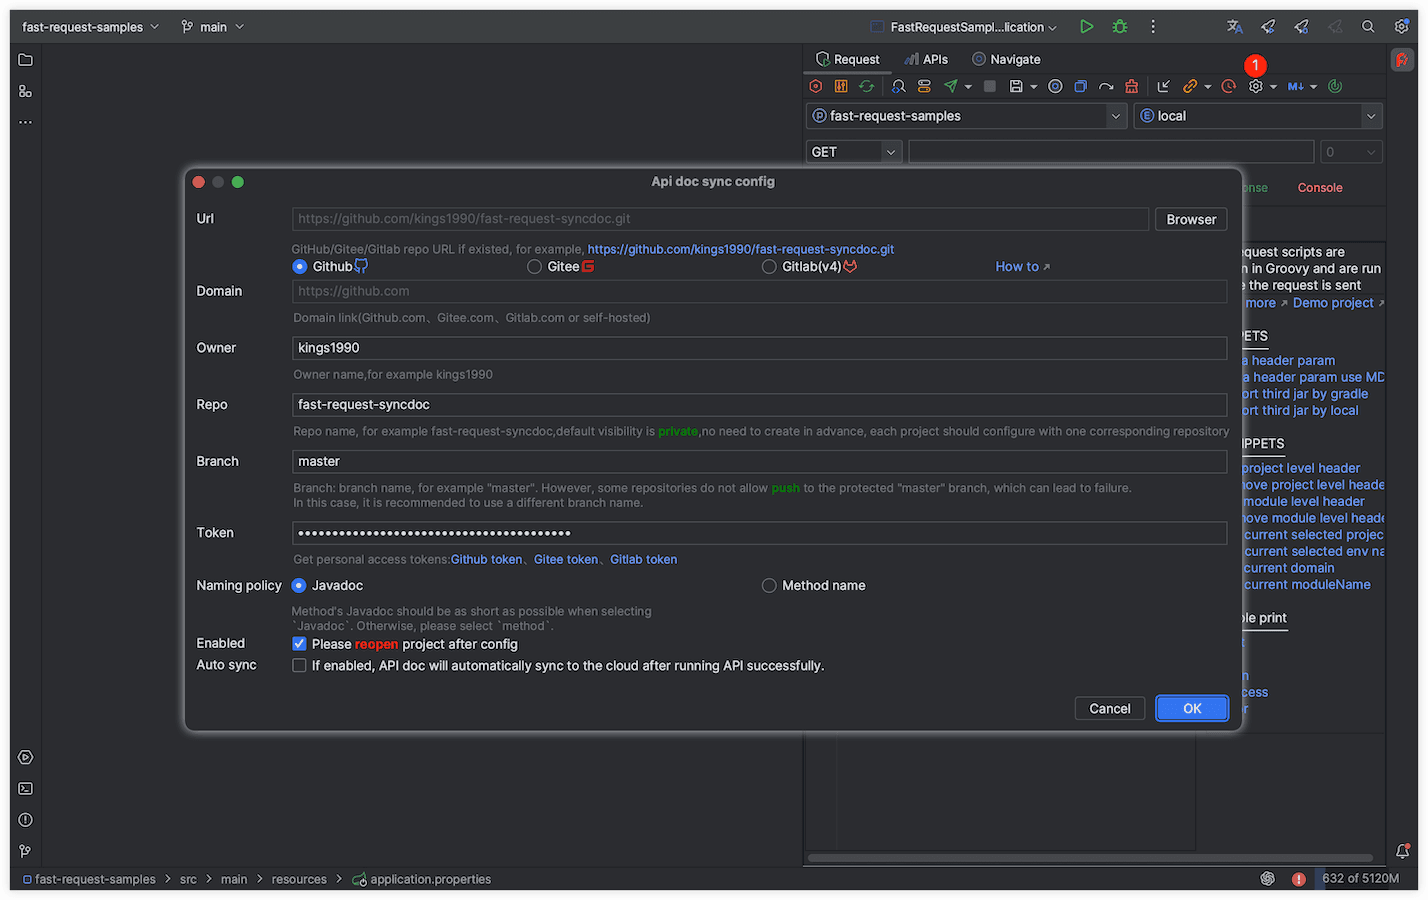 fast-request-samples
main
FastRequestSampl...lication
Request
APIs
Navigate
1
M↓
fast-request-samples
local
GET
0
Console
Api doc sync config
Url
https://github.com/kings1990/fast-request-syncdoc.git
Browser
GitHub/Gitee/Gitlab repo URL if existed, for example, https://github.com/kings1990/fast-request-syncdoc.git
Github
Gitee
Gitlab(v4)
How to
Domain
https://github.com
Domain link(Github.com、Gitee.com、Gitlab.com or self-hosted)
Owner
kings1990
Owner name,for example kings1990
Repo
fast-request-syncdoc
Repo name, for example fast-request-syncdoc,default visibility is private,no need to create in advance, each project should configure with one corresponding repository
Branch
master
Branch: branch name, for example "master". However, some repositories do not allow push to the protected "master" branch, which can lead to failure.
In this case, it is recommended to use a different branch name.
Token
••••••••••••••••••••••••••••••••••••••••
Get personal access tokens:Github token、 Gitee token、 Gitlab token
Naming policy
Javadoc
Method name
Method's Javadoc should be as short as possible when selecting
`Javadoc`. Otherwise, please select `method`.
Enabled
Please reopen project after config
Auto sync
If enabled, API doc will automatically sync to the cloud after running API successfully.
Cancel
OK
onse
equest scripts are
n in Groovy and are run
e the request is sent
more
Demo project
ETS
a header param
a header param use MD
ort third jar by gradle
ort third jar by local
IPPETS
project level header
ove project level heade
module level header
ove module level heade
current selected projec
current selected env na
current domain
current moduleName
ble print
t
n
cess
r
fast-request-samples > src > main > resources > application.properties
632 of 5120M